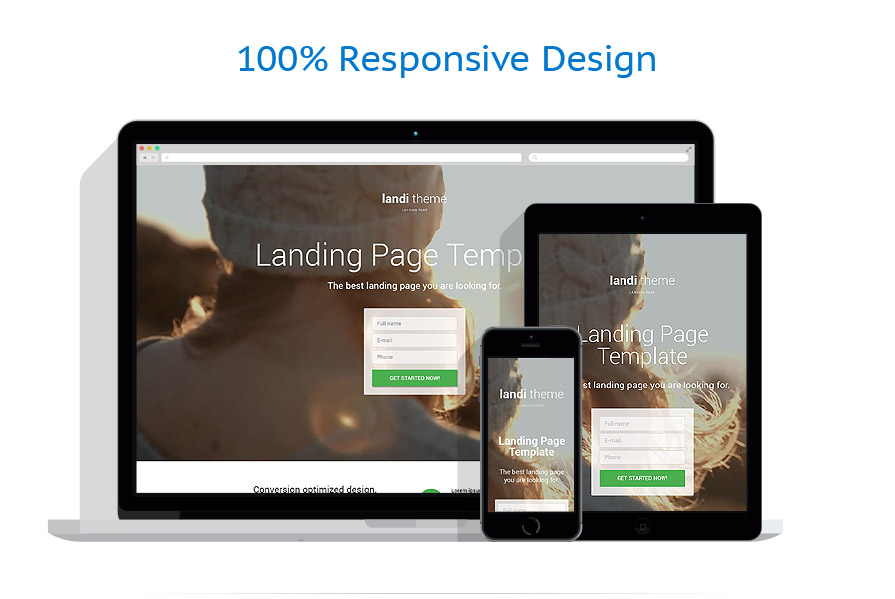 100% Responsive Design
landi theme
LANDING PAGE
Landing Page Temp
The best landing page you are looking for.
Full name
E-mail
Phone
GET STARTED NOW!
Conversion optimized design.
Lorem ipsu
landi theme
LANDING PAGE
Landing Page
Template
st landing page you are looking for.
Full name
E-mail
Phone
GET STARTED NOW!
landi theme
LANDING PAGE
Landing Page
Template
The best landing page
you are looking for.